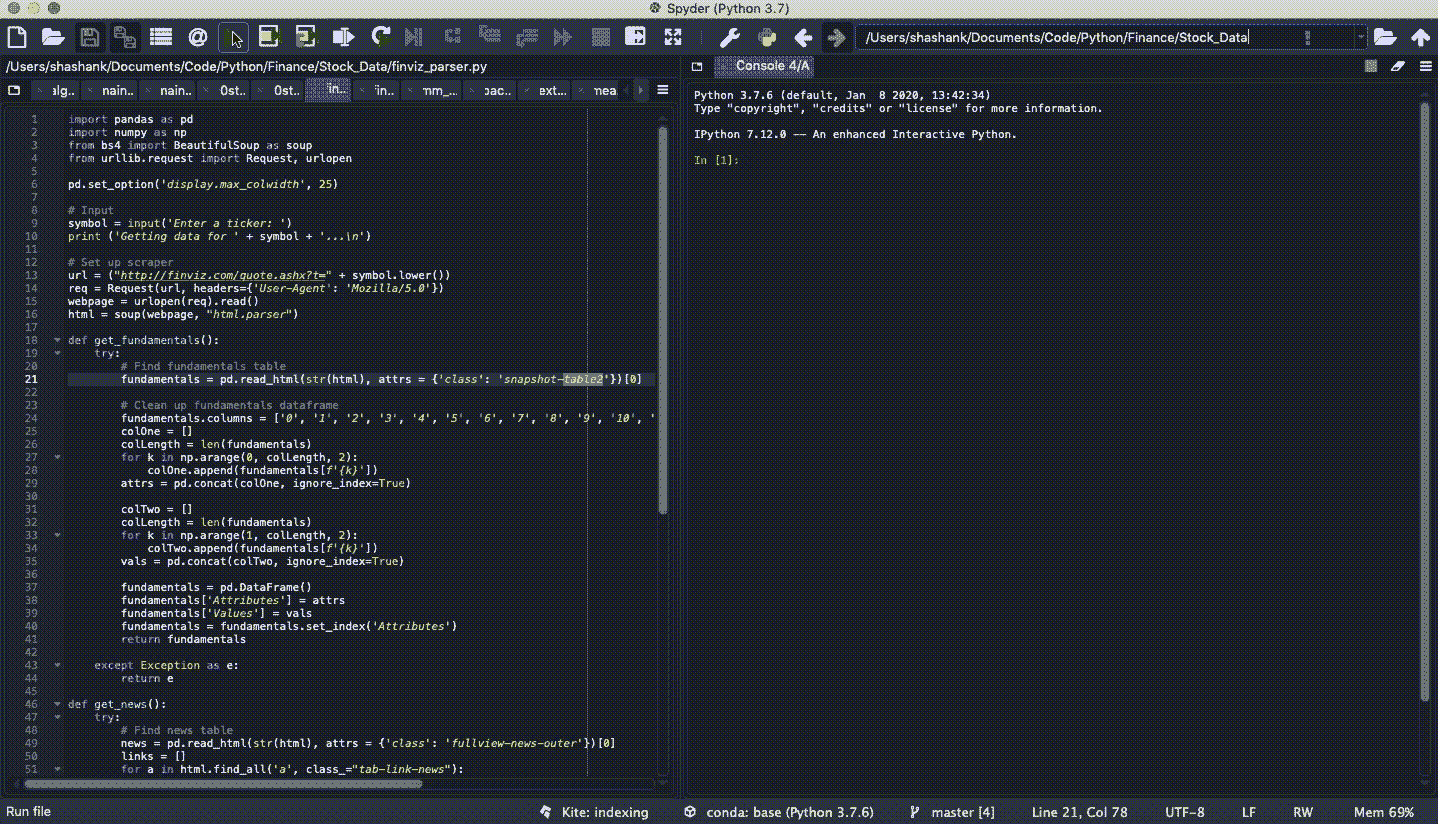 Spyder (Python 3.7)
/Users/shashank/Documents/Code/Python/Finance/Stock_Data
/Users/shashank/Documents/Code/Python/Finance/Stock_Data/finviz_parser.py
Console 4/A
alg.. nain.. nain.. 0st.. 0st.. in.. in.. mm_... pac.. ext... mea
1 import pandas as pd
2 import numpy as np
3 from bs4 import BeautifulSoup as soup
4 from urllib.request import Request, urlopen
5
6 pd.set_option('display.max_colwidth', 25)
7
8 # Input
9 symbol = input('Enter a ticker: ')
10 print ('Getting data for ' + symbol + '...\n')
11
12 # Set up scraper
13 url = ("http://finviz.com/quote.ashx?t=" + symbol.lower())
14 req = Request(url, headers={'User-Agent': 'Mozilla/5.0'})
15 webpage = urlopen(req).read()
16 html = soup(webpage, "html.parser")
17
18 def get_fundamentals():
19 try:
20 # Find fundamentals table
21 fundamentals = pd.read_html(str(html), attrs = {'class': 'snapshot-table2'})[0]
22
23 # Clean up fundamentals dataframe
24 fundamentals.columns = ['0', '1', '2', '3', '4', '5', '6', '7', '8', '9', '10', '
25 colOne = []
26 colLength = len(fundamentals)
27 for k in np.arange(0, colLength, 2):
28 colOne.append(fundamentals[f'{k}'])
29 attrs = pd.concat(colOne, ignore_index=True)
30
31 colTwo = []
32 colLength = len(fundamentals)
33 for k in np.arange(1, colLength, 2):
34 colTwo.append(fundamentals[f'{k}'])
35 vals = pd.concat(colTwo, ignore_index=True)
36
37 fundamentals = pd.DataFrame()
38 fundamentals['Attributes'] = attrs
39 fundamentals['Values'] = vals
40 fundamentals = fundamentals.set_index('Attributes')
41 return fundamentals
42
43 except Exception as e:
44 return e
45
46 def get_news():
47 try:
48 # Find news table
49 news = pd.read_html(str(html), attrs = {'class': 'fullview-news-outer'})[0]
50 links = []
51 for a in html.find_all('a', class_="tab-link-news"):
Python 3.7.6 (default, Jan  8 2020, 13:42:34)
Type "copyright", "credits" or "license" for more information.
IPython 7.12.0 -- An enhanced Interactive Python.
In [1]:
Run file
Kite: indexing
conda: base (Python 3.7.6)
master [4]
Line 21, Col 78
UTF-8
LF
RW
Mem 69%